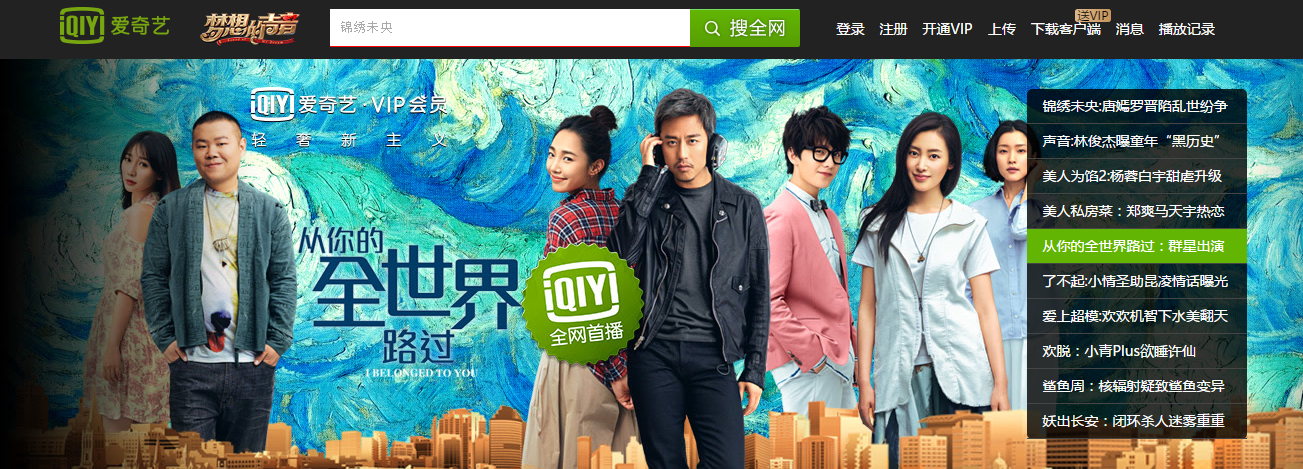 iQIYI 爱奇艺
梦想的声音
锦绣未央
搜全网
登录 注册 开通VIP 上传 下载客户端 消息 播放记录
送VIP
iQIYI 爱奇艺·VIP会员
轻奢新主义
从你的
全世界
路过
I BELONGED TO YOU
iQIYI
全网首播
锦绣未央:唐嫣罗晋陷乱世纷争
声音:林俊杰曝童年“黑历史”
美人为馅2:杨蓉白宇甜虐升级
美人私房菜：郑爽马天宇热恋
从你的全世界路过：群星出演
了不起:小情圣助昆凌情话曝光
爱上超模:欢欢机智下水美翻天
欢脱：小青Plus欲睡许仙
鲨鱼周：核辐射疑致鲨鱼变异
妖出长安：闭环杀人迷雾重重